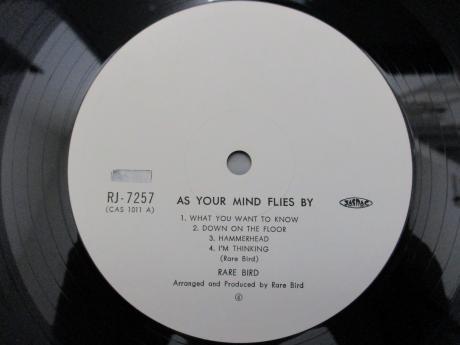 RJ-7257
(CAS 1011 A)
AS YOUR MIND FLIES BY
1. WHAT YOU WANT TO KNOW
2. DOWN ON THE FLOOR
3. HAMMERHEAD
4. I'M THINKING
(Rare Bird)
RARE BIRD
Arranged and Produced by Rare Bird